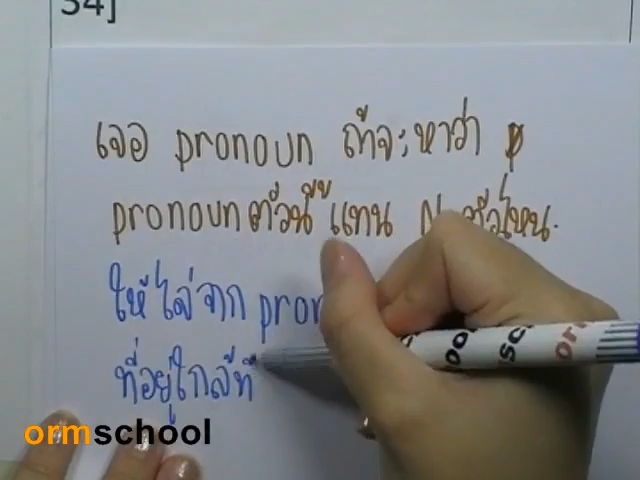 34]
เจอ pronoun ถ้าจะหาว่า
pronoun ตัวนี้ แทน ตัวไหน.
ให้ไล่จาก
ที่อยู่ใกล้ที่
ormschool